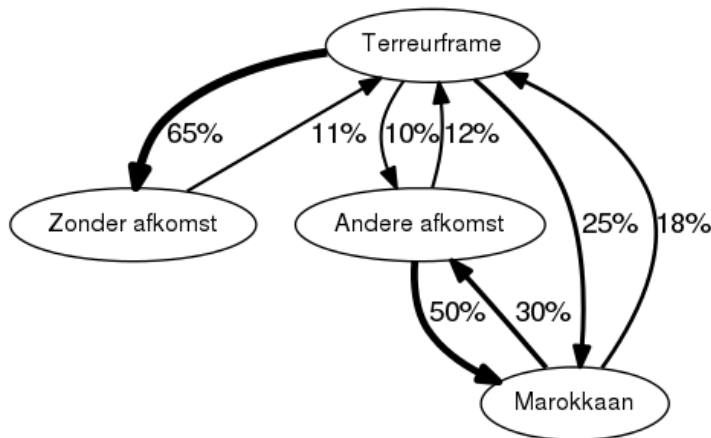 Terreurframe
65%
11%
10%
12%
Zonder afkomst
Andere afkomst
25%
18%
50%
30%
Marokkaan